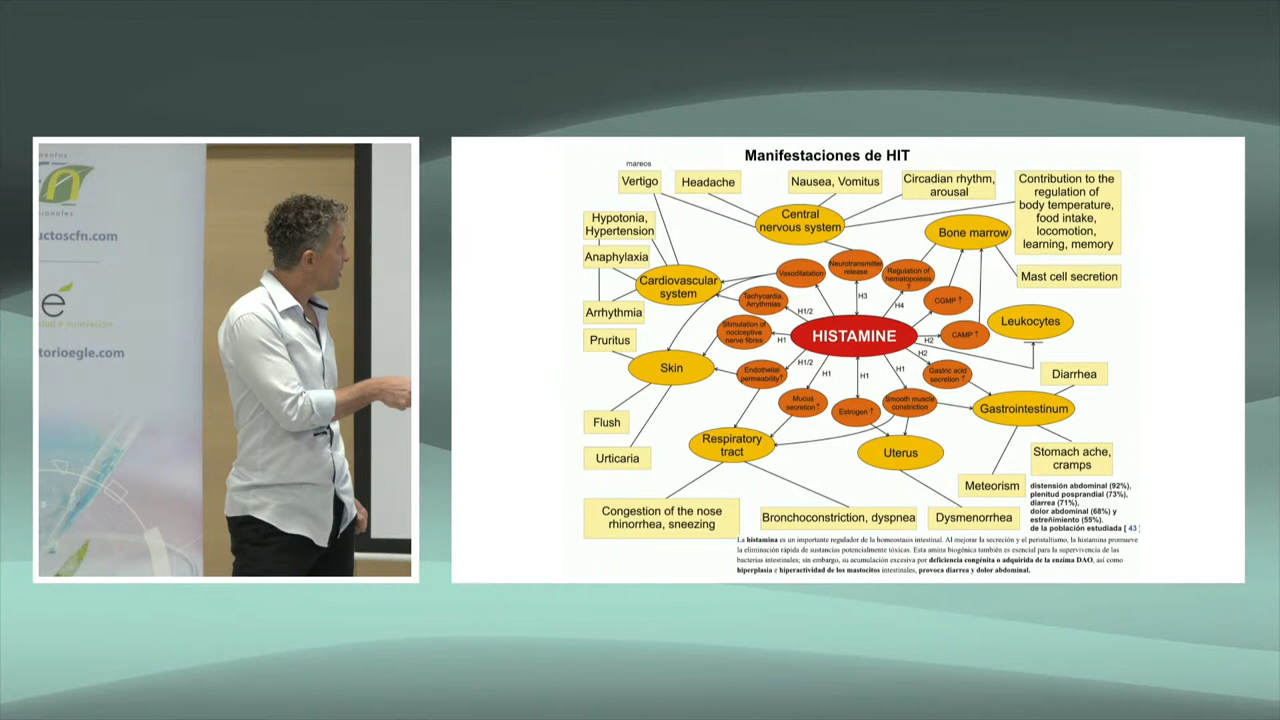 ionales
uctoscfn.com
é
salud e innovación
torioegle.com
Manifestaciones de HIT
mareos
Vertigo
Headache
Nausea, Vomitus
Circadian rhythm,
arousal
Contribution to the
regulation of
body temperature,
food intake,
locomotion,
learning, memory
Hypotonia,
Hypertension
Central
nervous system
Bone marrow
Anaphylaxia
Cardiovascular
system
Vasodilatation
Neurotransmitter
release
Regulation of
hematopoiesis
?
Mast cell secretion
Tachycardia,
Arrythmias
H1/2
H3
H4
CGMP ↑
Arrhythmia
Leukocytes
Stimulation of
nociceptive
nerve fibres
H1
HISTAMINE
H2
CAMP ↑
Pruritus
H2
Skin
Endothelial
permeability↑
H1/2
H1
H1
H1
Gastric acid
secretion ↑
Diarrhea
Mucus
secretion↑
Estrogen ↑
Smooth muscle
constriction
Gastrointestinum
Flush
Respiratory
tract
Uterus
Urticaria
Stomach ache,
cramps
Meteorism
distensión abdominal (92%),
plenitud posprandial (73%),
diarrea (71%),
dolor abdominal (68%) y
estreñimiento (55%).
de la población estudiada [ 43 ]
Congestion of the nose
rhinorrhea, sneezing
Bronchoconstriction, dyspnea
Dysmenorrhea
La histamina es un importante regulador de la homeostasis intestinal. Al mejorar la secreción y el peristaltismo, la histamina promueve
la eliminación rápida de sustancias potencialmente tóxicas. Esta amina biogénica también es esencial para la supervivencia de las
bacterias intestinales; sin embargo, su acumulación excesiva por deficiencia congénita o adquirida de la enzima DAO, así como
hiperplasia e hiperactividad de los mastocitos intestinales, provoca diarrea y dolor abdominal.